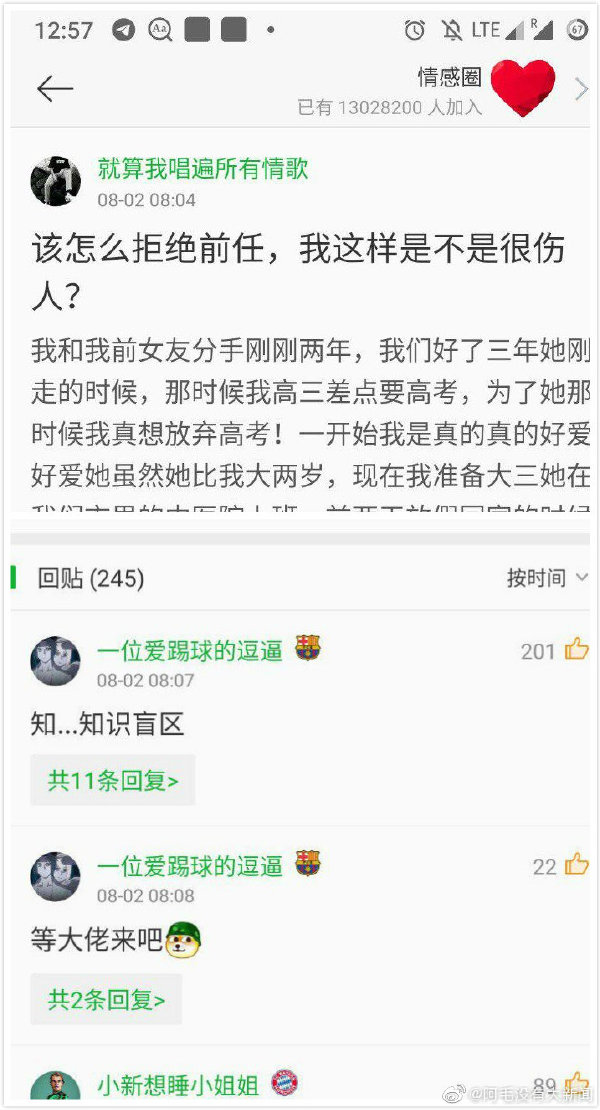 12:57
LTE
R
67
情感圈
已有 13028200 人加入
就算我唱遍所有情歌
08-02 08:04
该怎么拒绝前任，我这样是不是很伤
人？
我和我前女友分手刚刚两年，我们好了三年她刚
走的时候，那时候我高三差点要高考，为了她那
时候我真想放弃高考！一开始我是真的真的好爱
好爱她虽然她比我大两岁，现在我准备大三她在
回贴 (245)
按时间
一位爱踢球的逗逼
201
08-02 08:07
知...知识盲区
共11条回复>
一位爱踢球的逗逼
22
08-02 08:08
等大佬来吧
共2条回复>
小新想睡小姐姐
89